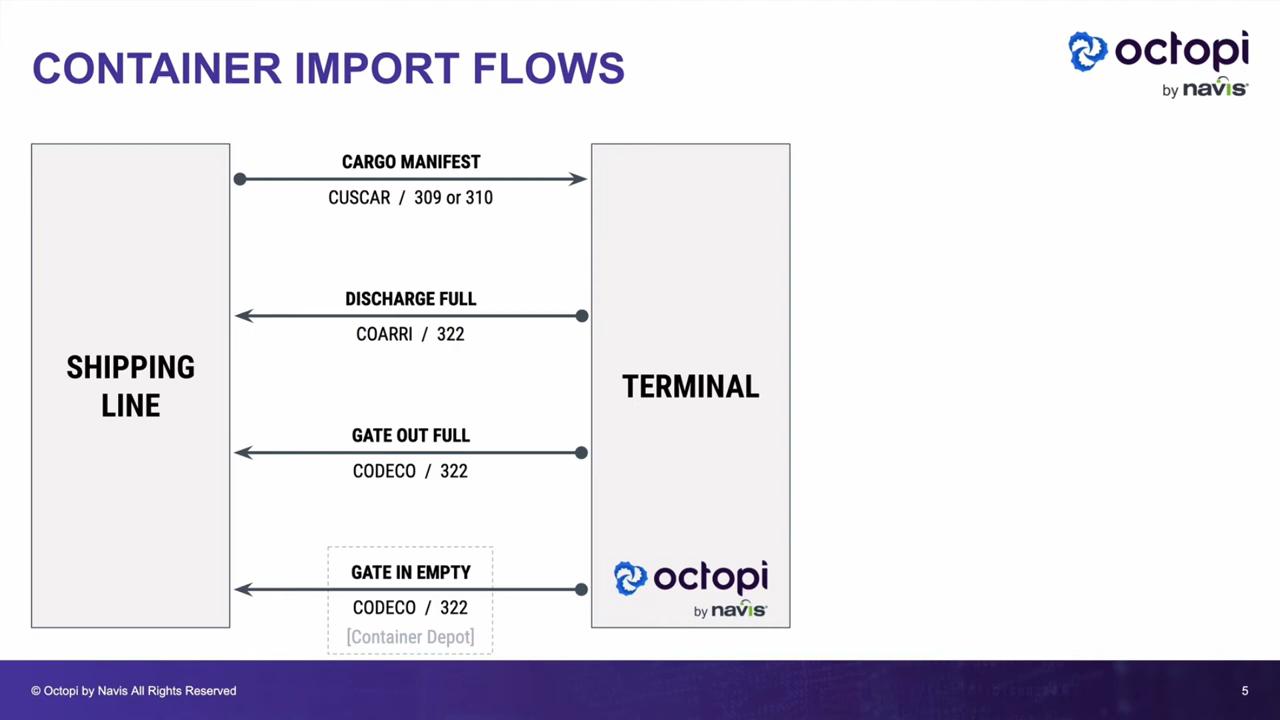 CONTAINER IMPORT FLOWS
octopi
by navis
SHIPPING
LINE
CARGO MANIFEST
CUSCAR / 309 or 310
DISCHARGE FULL
COARRI / 322
GATE OUT FULL
CODECO / 322
GATE IN EMPTY
CODECO / 322
[Container Depot]
TERMINAL
octopi
by navis
© Octopi by Navis All Rights Reserved
5